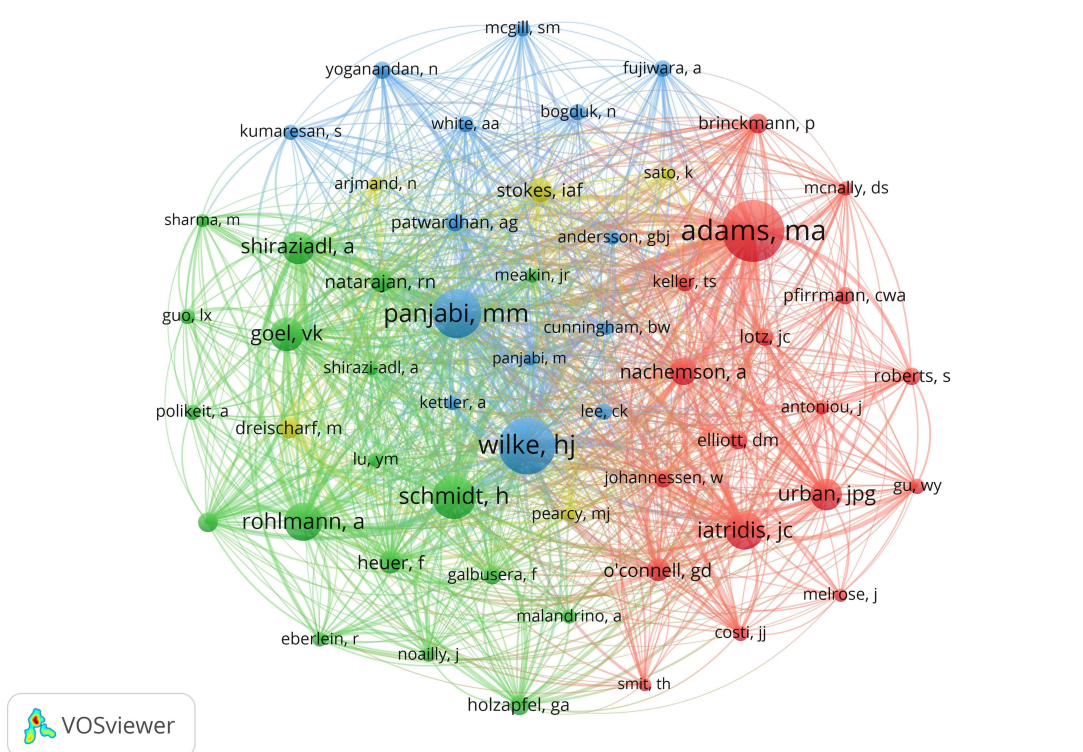 mcgill, sm
yoganandan, n
fujiwara, a
bogduk, n
kumaresan, s
white, aa
brinckmann, p
arjmand, n
stokes, iaf
sato, k
mcnally, ds
sharma, m
patwardhan, ag
andersson, gbj
adams, ma
shiraziadl, a
natarajan, rn
meakin, jr
keller, ts
pfirrmann, cwa
guo, lx
panjabi, mm
goel, vk
cunningham, bw
lotz, jc
shirazi-adl, a
panjabi, m
nachemson, a
roberts, s
polikeit, a
kettler, a
lee, ck
antoniou, j
dreischarf, m
wilke, hj
elliott, dm
lu, ym
johannessen, w
gu, wy
schmidt, h
urban, jpg
rohlmann, a
pearcy, mj
iatridis, jc
heuer, f
galbusera, f
o'connell, gd
melrose, j
malandrino, a
eberlein, r
noailly, j
costi, jj
smit, th
holzapfel, ga
VOSviewer